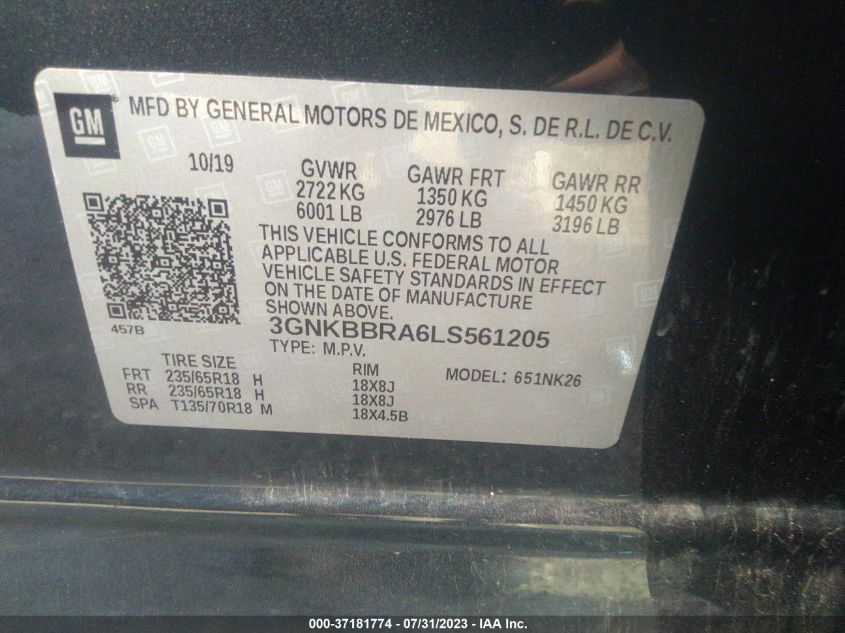 GM
MFD BY GENERAL MOTORS DE MEXICO, S. DE R.L. DE C.V.
10/19
GVWR
2722 KG
6001 LB
GAWR FRT
1350 KG
2976 LB
GAWR RR
1450 KG
3196 LB
THIS VEHICLE CONFORMS TO ALL
APPLICABLE U.S. FEDERAL MOTOR
VEHICLE SAFETY STANDARDS IN EFFECT
ON THE DATE OF MANUFACTURE
SHOWN ABOVE.
457B
3GNKBBRA6LS561205
TYPE: M.P.V.
TIRE SIZE RIM MODEL: 651NK26
FRT 235/65R18 H 18X8J
RR 235/65R18 H 18X8J
SPA T135/70R18 M 18X4.5B
000-37181774 - 07/31/2023 - IAA Inc.